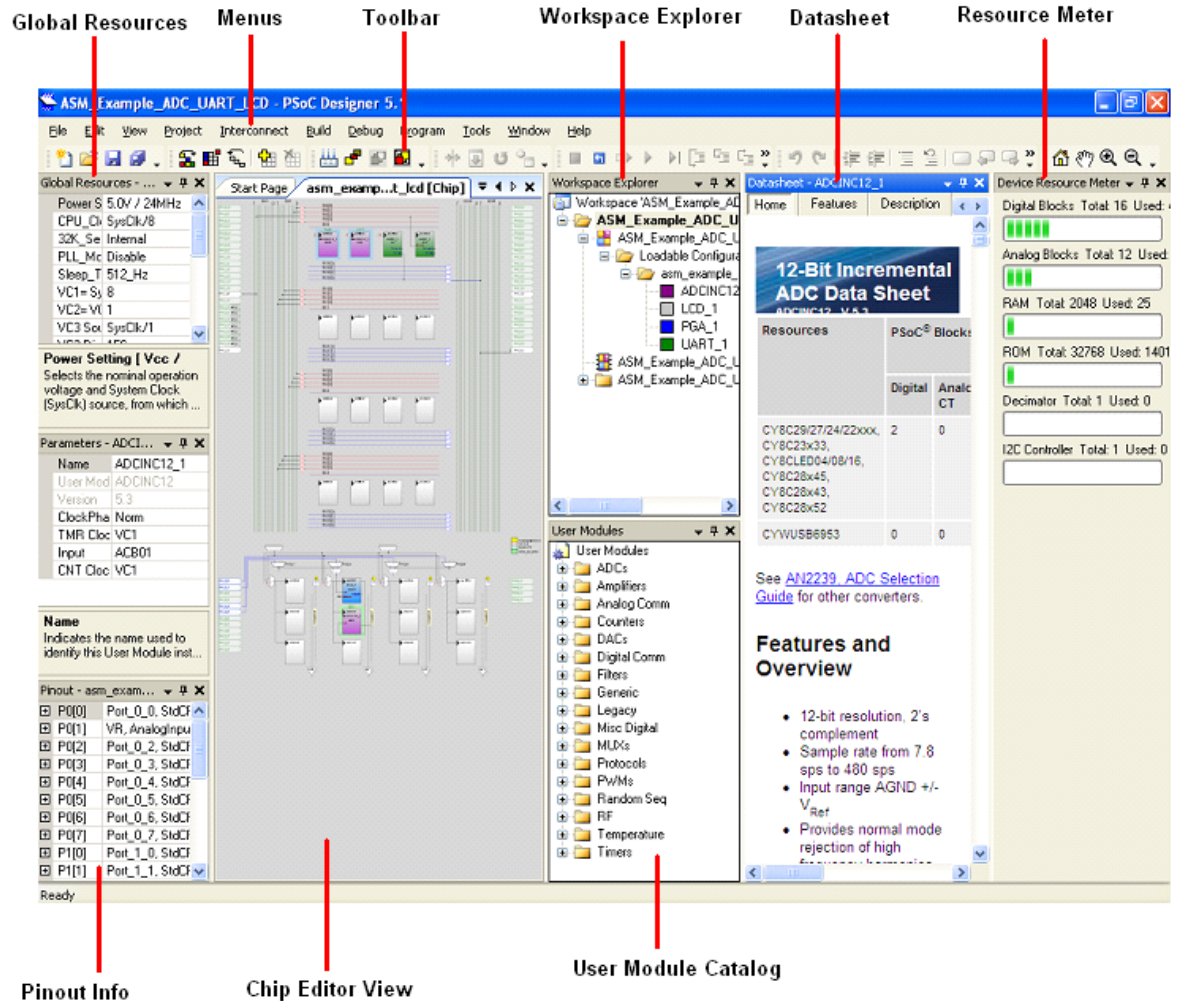 Global Resources
Menus
Toolbar
Workspace Explorer
Datasheet
Resource Meter
ASM_Example_ADC_UART_LCD - PSoC Designer 5.
File Edit View Project Interconnect Build Debug Program Tools Window Help
Global Resources - ...
Power S 5.0V / 24MHz
CPU_Cl SysClk/8
32K_Se Internal
PLL_Mc Disable
Sleep_T 512_Hz
VC1= Sy 8
VC2= V( 1
VC3 Sou SysClk/1
Power Setting [ Vcc /
Selects the nominal operation
voltage and System Clock
(SysClk) source, from which ...
Parameters - ADCI...
Name ADCINC12_1
User Mod ADCINC12
Version 5.3
ClockPha Norm
TMR Cloc VC1
Input ACB01
CNT Cloc VC1
Name
Indicates the name used to
identify this User Module inst...
Pinout - asm_exam...
P0[0] Port_0_0, StdCF
P0[1] VR, AnalogInpu
P0[2] Port_0_2, StdCF
P0[3] Port_0_3, StdCF
P0[4] Port_0_4, StdCF
P0[5] Port_0_5, StdCF
P0[6] Port_0_6, StdCF
P0[7] Port_0_7, StdCF
P1[0] Port_1_0, StdCF
P1[1] Port_1_1, StdCF
Ready
Start Page
asm_examp...t_lcd [Chip]
Workspace Explorer
Workspace 'ASM_Example_AD
ASM_Example_ADC_U
ASM_Example_ADC_U
Loadable Configura
asm_example_
ADCINC12
LCD_1
PGA_1
UART_1
ASM_Example_ADC_U
ASM_Example_ADC_U
User Modules
User Modules
ADCs
Amplifiers
Analog Comm
Counters
DACs
Digital Comm
Filters
Generic
Legacy
Misc Digital
MUXs
Protocols
PWMs
Random Seq
RF
Temperature
Timers
Datasheet - ADCINC12_1
Home Features Description
12-Bit Incremental
ADC Data Sheet
ADCINC12 V 5.3
Resources PSoC® Blocks
Digital Analc
CT
CY8C29/27/24/22xxx, 2 0
CY8C23x33,
CY8CLED04/08/16,
CY8C28x45,
CY8C28x43,
CY8C28x52
CYWUSB6953 0 0
See AN2239, ADC Selection
Guide for other converters.
Features and
Overview
12-bit resolution, 2's
complement
Sample rate from 7.8
sps to 480 sps
Input range AGND +/-
VRef
Provides normal mode
rejection of high
frequency harmonics
Device Resource Meter
Digital Blocks Total: 16 Used: 4
Analog Blocks Total: 12 Used:
RAM Total: 2048 Used: 25
ROM Total: 32768 Used: 1401
Decimator Total: 1 Used: 0
I2C Controller Total: 1 Used: 0
Pinout Info
Chip Editor View
User Module Catalog